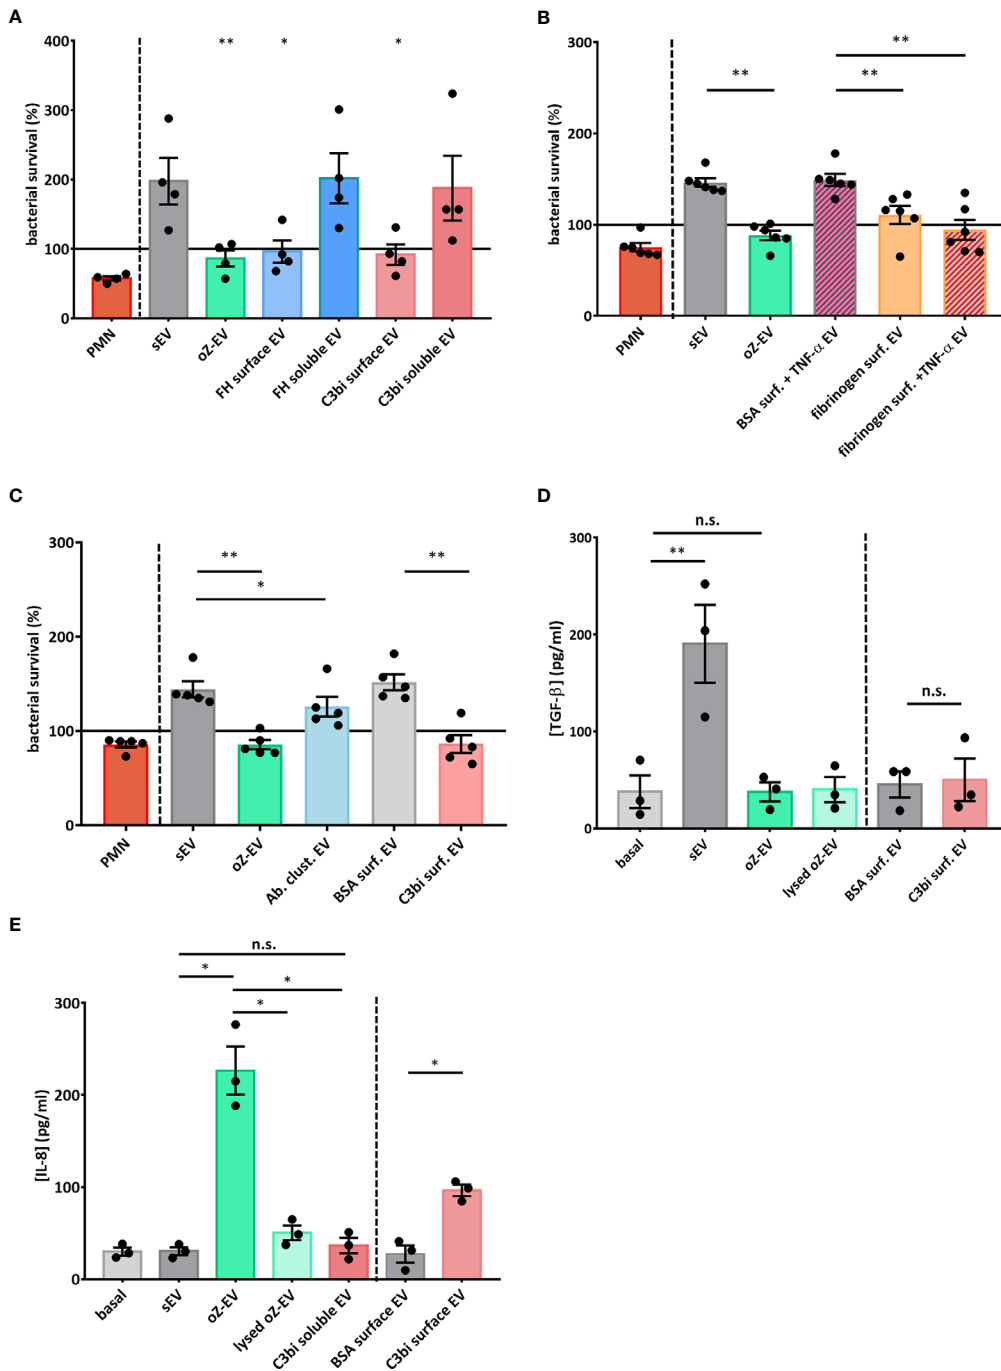 A
bacterial survival (%)
400
300
200
100
0
** * *
PMN
sEV
oZ-EV
FH surface EV
FH soluble EV
C3bi surface EV
C3bi soluble EV
B
bacterial survival (%)
300
200
100
0
**
**
**
PMN
sEV
oZ-EV
BSA surf. + TNF-α EV
fibrinogen surf. EV
fibrinogen surf. +TNF-α EV
C
bacterial survival (%)
300
200
100
0
**
*
**
PMN
sEV
oZ-EV
Ab. clust. EV
BSA surf. EV
C3bi surf. EV
D
[TGF-β] (pg/ml)
300
200
100
0
n.s.
**
n.s.
basal
sEV
oZ-EV
lysed oZ-EV
BSA surf. EV
C3bi surf. EV
E
[IL-8] (pg/ml)
300
200
100
0
n.s.
*
*
*
*
basal
sEV
oZ-EV
lysed oZ-EV
C3bi soluble EV
BSA surface EV
C3bi surface EV